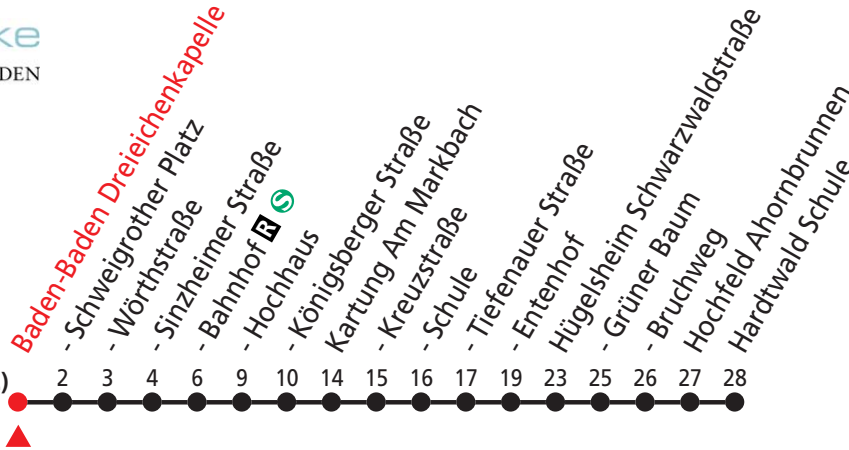 ke
DEN
Baden-Baden Dreieichenkapelle
- Schweigrother Platz
- Wörthstraße
- Sinzheimer Straße
- Bahnhof R S
- Hochhaus
- Königsberger Straße
Kartung Am Markbach
- Kreuzstraße
- Schule
- Tiefenauer Straße
- Entenhof
Hügelsheim Schwarzwaldstraße
- Grüner Baum
- Bruchweg
Hochfeld Ahornbrunnen
Hardtwald Schule
) 2 3 4 6 9 10 14 15 16 17 19 23 25 26 27 28